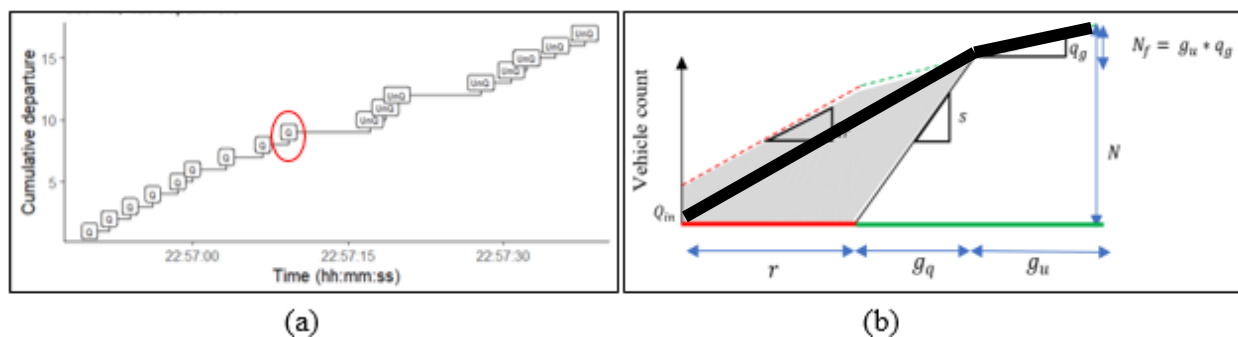 (b)
UnQ
UnQ
15
UnQ
UnQ
UnQ
N_f = g_u * q_g
q_g
UnQ
UnQ
UnQ
10
Q
Q
Q
s
Q
Q
N
5
Q
Q
Q
Q
Cumulative departure
Vehicle count
Q_in
22:57:00 22:57:15 22:57:30
r g_q g_u
Time (hh:mm:ss)
(a) (b)